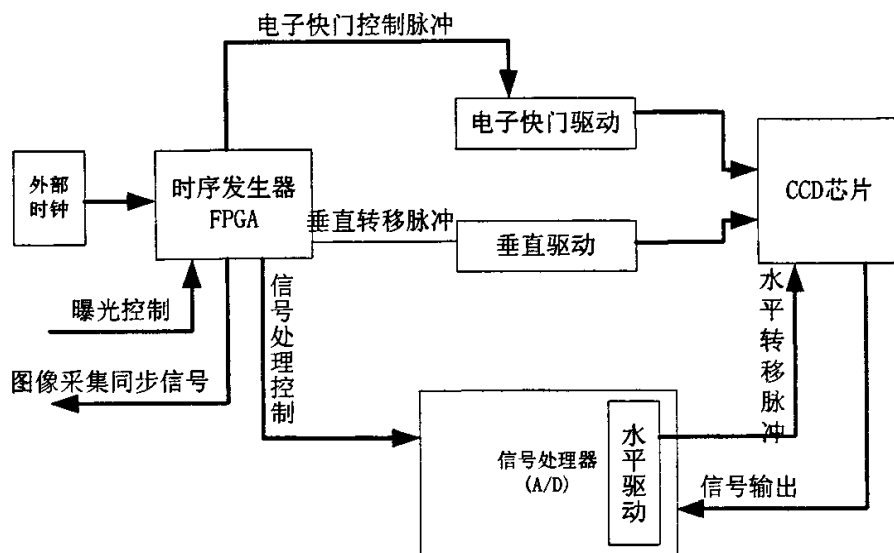 电子快门控制脉冲
电子快门驱动
外部
时钟
时序发生器
FPGA
CCD芯片
垂直转移脉冲
垂直驱动
曝光控制
图像采集同步信号
信号处理控制
水平转移脉冲
信号处理器
(A/D)
水平驱动
信号输出